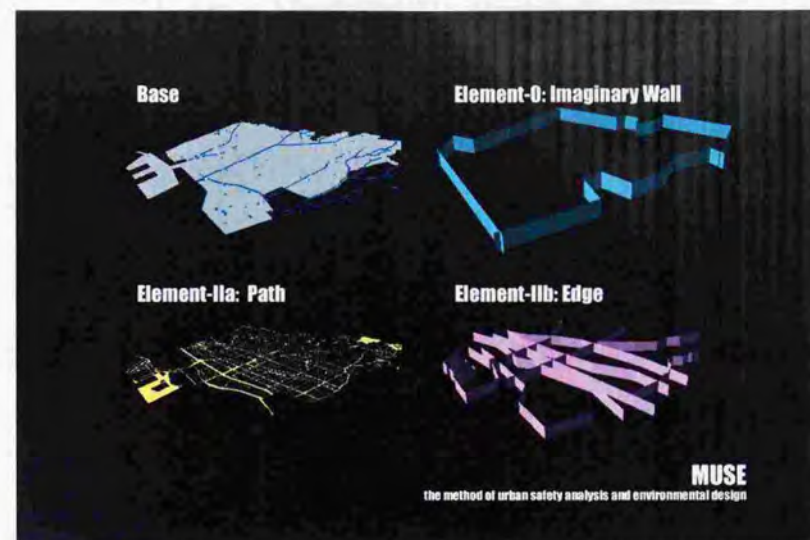 Base
Element-0: Imaginary Wall
Element-IIa: Path
Element-IIb: Edge
MUSE
the method of urban safety analysis and environmental design